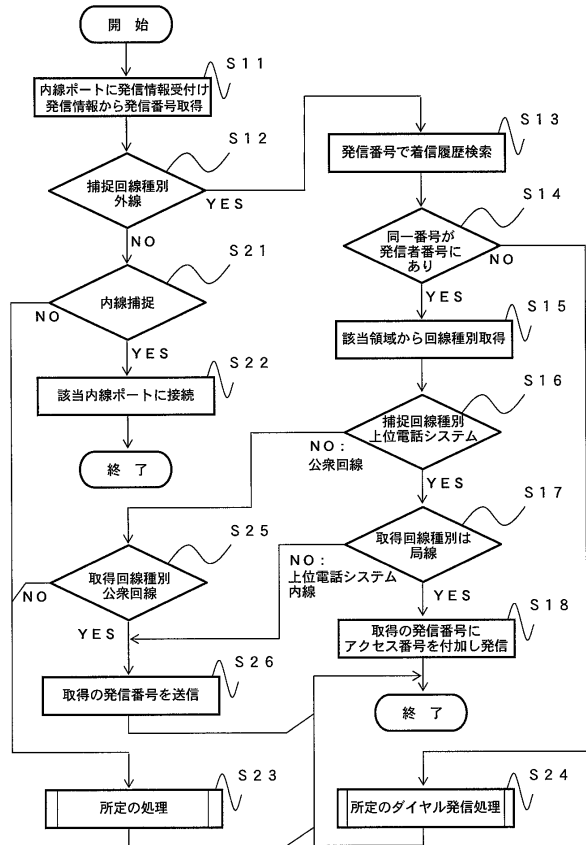 開 始
S11
内線ポートに発信情報受付け
発信情報から発信番号取得
S12
捕捉回線種別
外線
YES
NO
S13
発信番号で着信履歴検索
S14
同一番号が
発信者番号に
あり
NO
YES
S21
内線捕捉
NO
YES
S15
該当領域から回線種別取得
S22
該当内線ポートに接続
S16
捕捉回線種別
上位電話システム
NO：
公衆回線
YES
終 了
S17
取得回線種別は
局線
NO：
上位電話システム
内線
YES
S25
取得回線種別
公衆回線
NO
YES
S18
取得の発信番号に
アクセス番号を付加し発信
S26
取得の発信番号を送信
終 了
S23
所定の処理
S24
所定のダイヤル発信処理